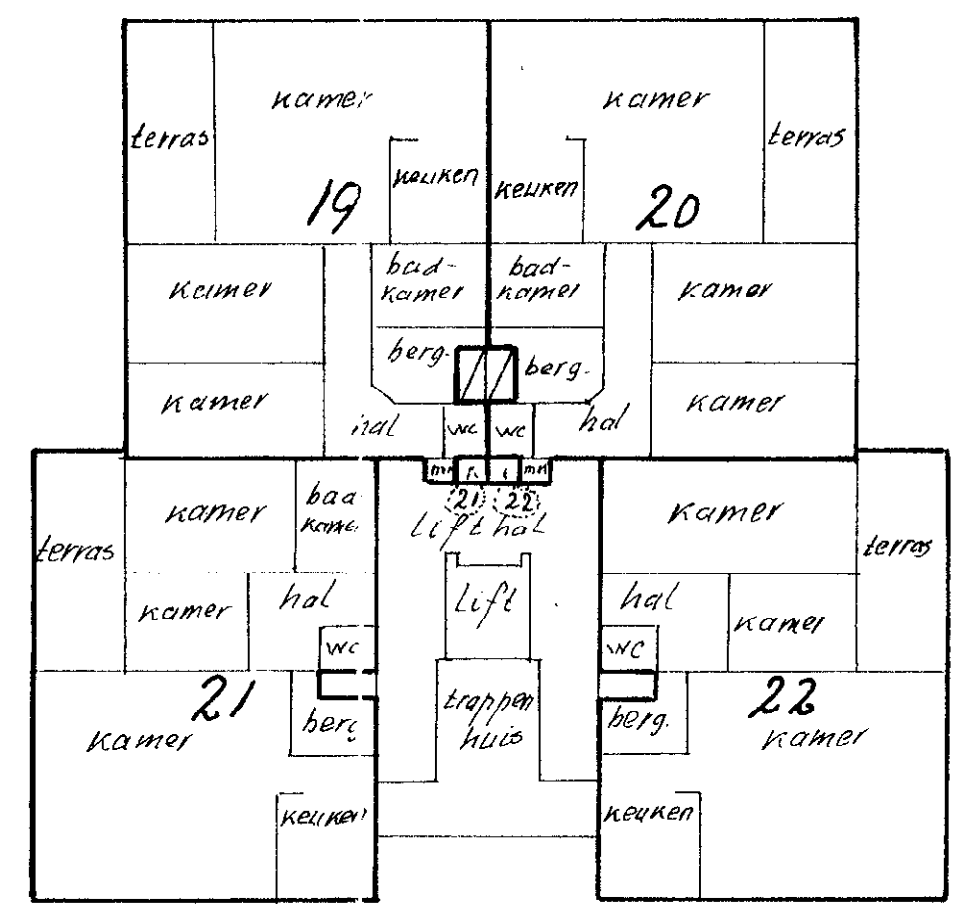 kamer
kamer
terras
terras
keuken
keuken
19
20
bad-
kamer
bad-
kamer
kamer
kamer
berg.
berg.
kamer
kamer
hal
wc
wc
hal
mk
mk
21
22
lift hal
kamer
bad
kamer
terras
kamer
hal
wc
lift
kamer
terras
hal
kamer
wc
21
kamer
berg
keuken
trappen
huis
22
kamer
berg.
keuken